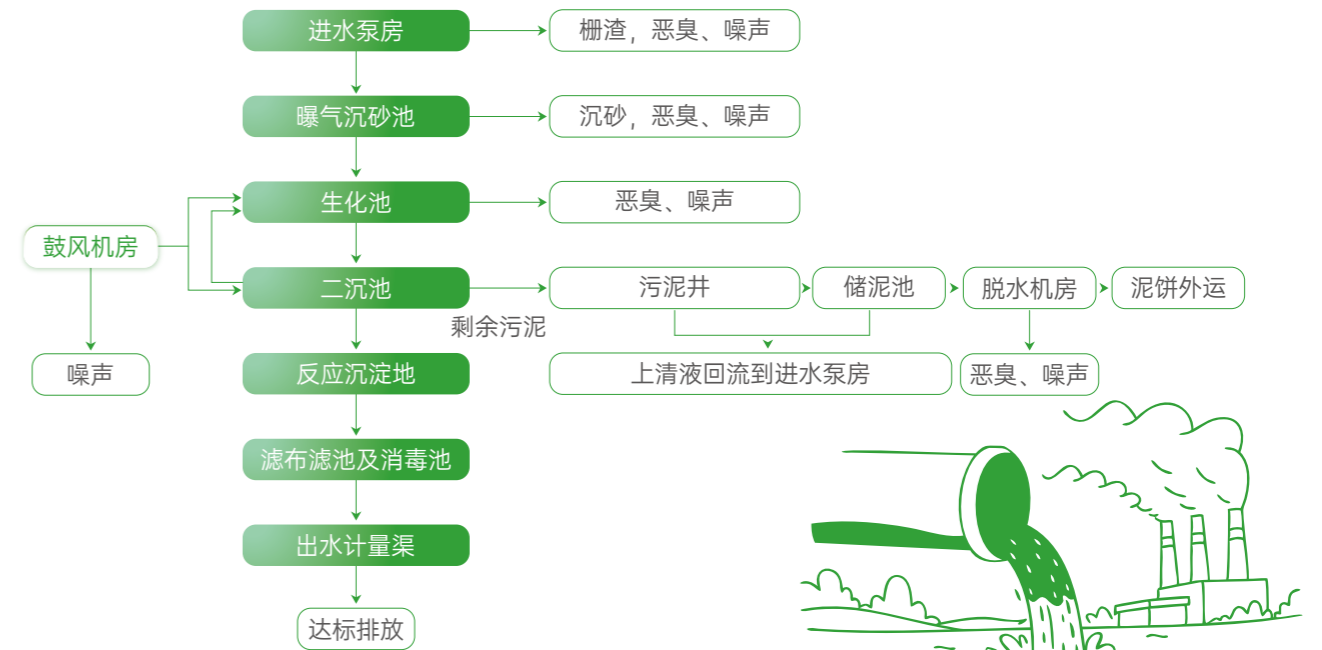 进水泵房
栅渣，恶臭、噪声
曝气沉砂池
沉砂，恶臭、噪声
生化池
恶臭、噪声
鼓风机房
二沉池
污泥井
储泥池
脱水机房
泥饼外运
剩余污泥
噪声
反应沉淀地
上清液回流到进水泵房
恶臭、噪声
滤布滤池及消毒池
出水计量渠
达标排放